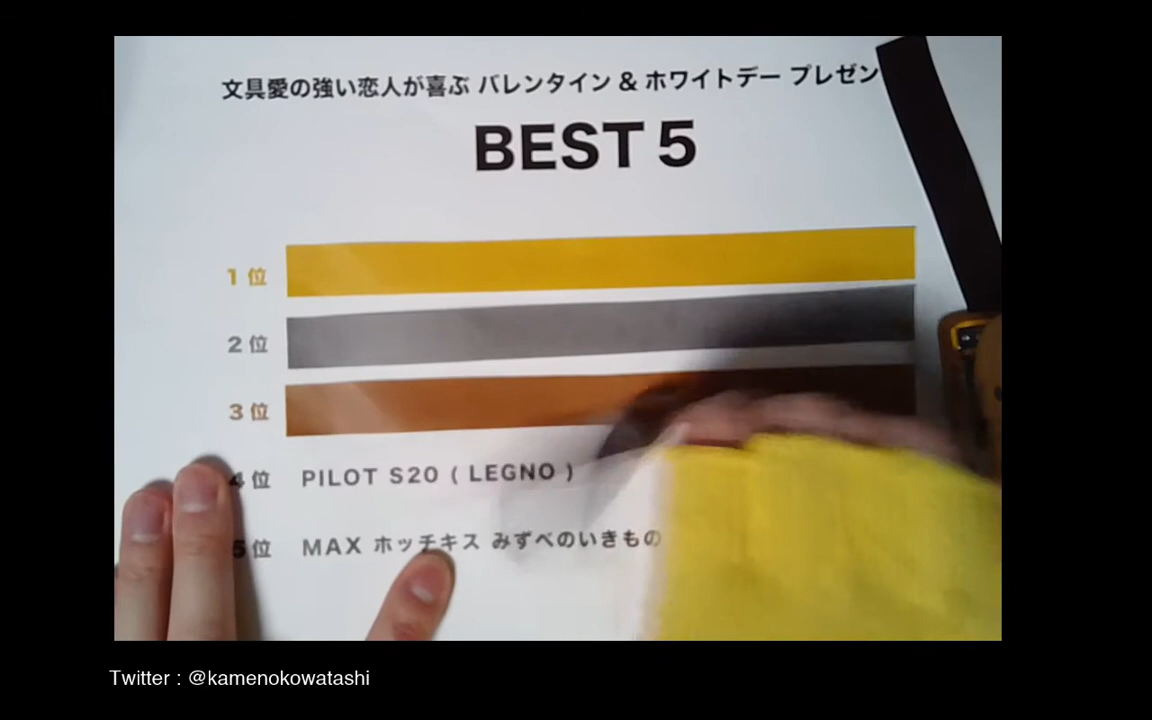 文具愛の強い恋人が喜ぶ バレンタイン & ホワイトデー プレゼン
BEST 5
1 位
2 位
3 位
4 位 PILOT S20 ( LEGNO )
5 位 MAX ホッチキス みずべのいきもの
Twitter : @kamenokowatashi